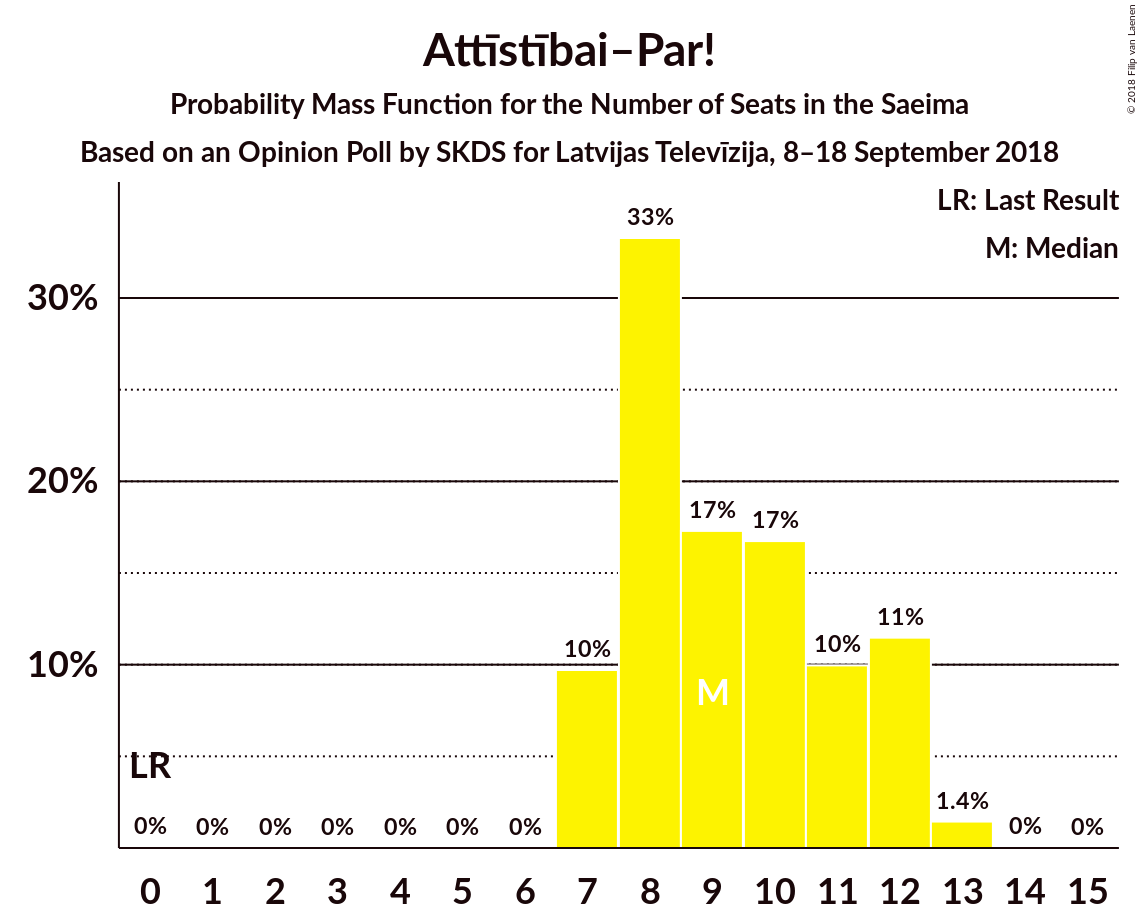 Attīstībai–Par!
Probability Mass Function for the Number of Seats in the Saeima
Based on an Opinion Poll by SKDS for Latvijas Televīzija, 8–18 September 2018
© 2018 Filip van Laenen
LR: Last Result
M: Median
30%
20%
10%
33%
17%
17%
10%
10%
11%
1.4%
M
LR
0%
0%
0%
0%
0%
0%
0%
0%
0%
0 1 2 3 4 5 6 7 8 9 10 11 12 13 14 15